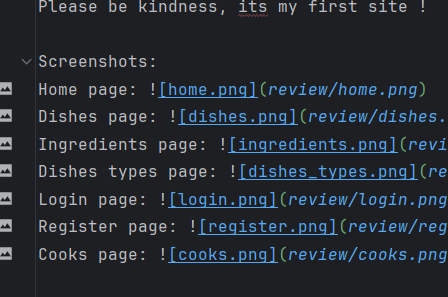 Please be kindness, its my first site !
Screenshots:
Home page: ![home.png](review/home.png)
Dishes page: ![dishes.png](review/dishes.
Ingredients page: ![ingredients.png](revi
Dishes types page: ![dishes_types.png](re
Login page: ![login.png](review/login.png
Register page: ![register.png](review/reg
Cooks page: ![cooks.png](review/cooks.png